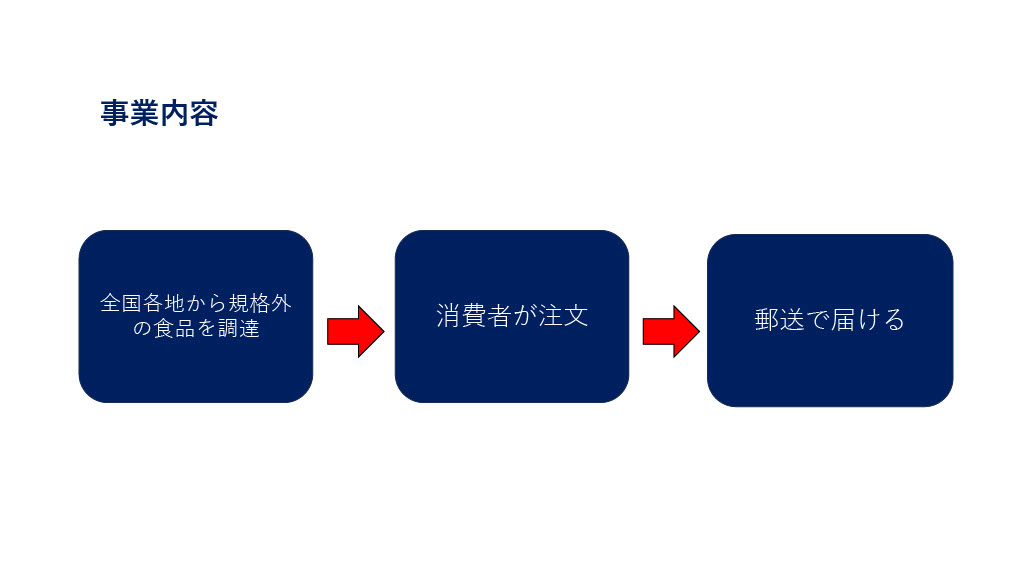 事業内容
全国各地から規格外
の食品を調達
消費者が注文
郵送で届ける